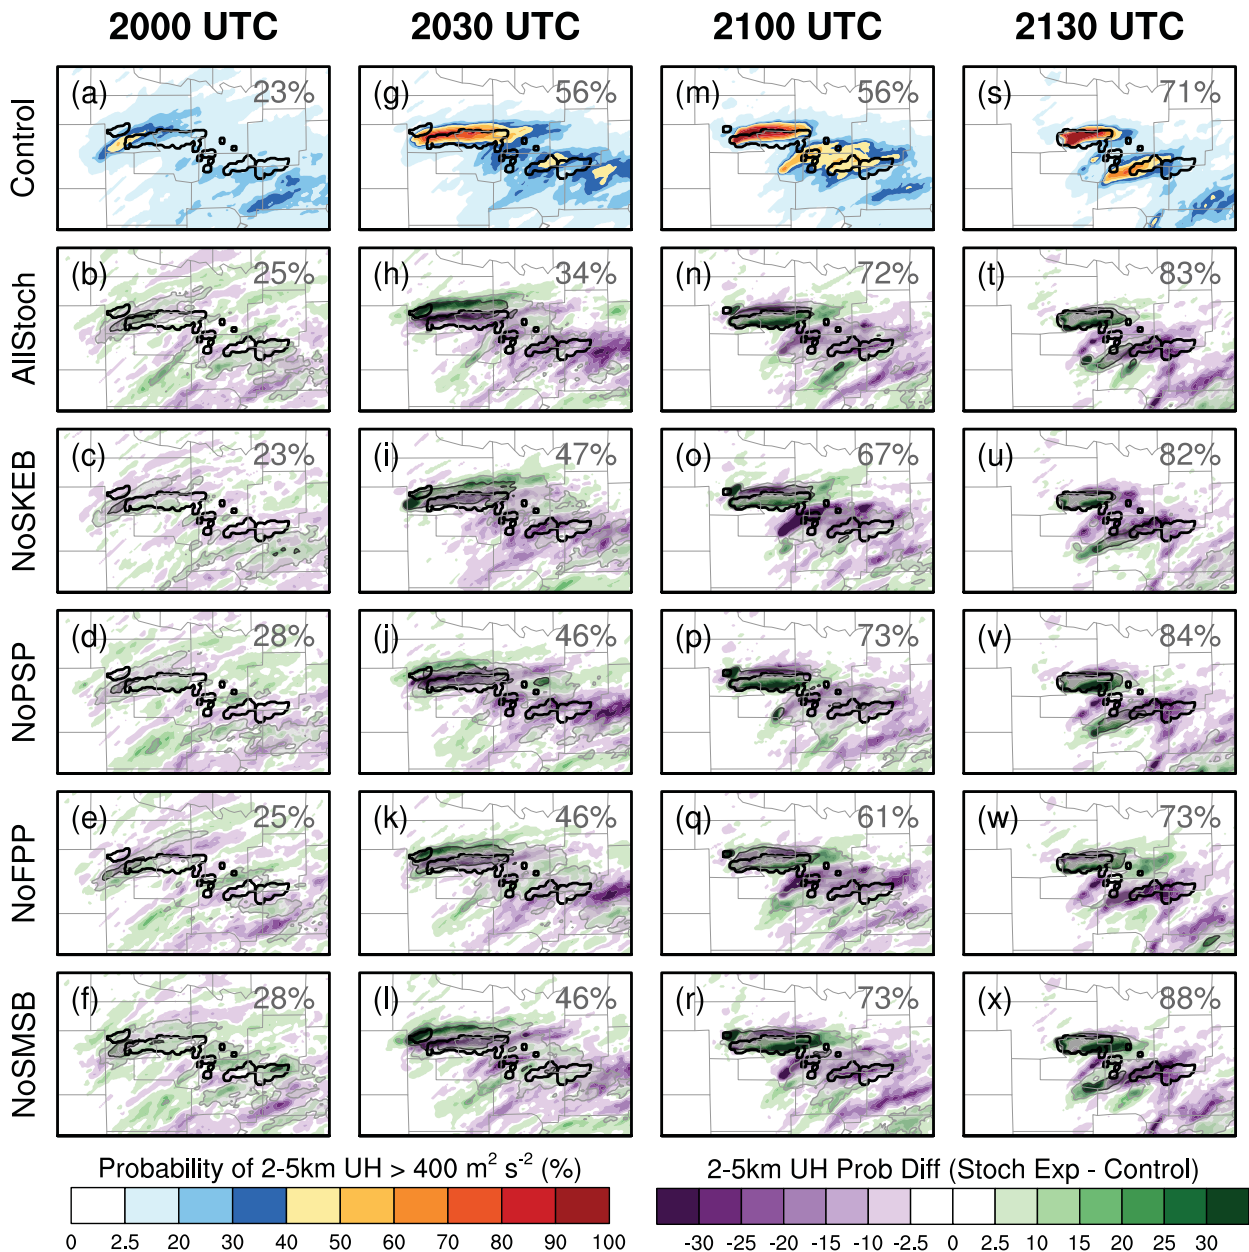 2000 UTC 2030 UTC 2100 UTC 2130 UTC
Control
(a) 23% (g) 56% (m) 56% (s) 71%
AllStoch
(b) 25% (h) 34% (n) 72% (t) 83%
NoSKEB
(c) 23% (i) 47% (o) 67% (u) 82%
NoPSP
(d) 28% (j) 46% (p) 73% (v) 84%
NoFPP
(e) 25% (k) 46% (q) 61% (w) 73%
NoSMSB
(f) 28% (l) 46% (r) 73% (x) 88%
Probability of 2-5km UH > 400 m² s⁻² (%)
0 2.5 20 30 40 50 60 70 80 90 100
2-5km UH Prob Diff (Stoch Exp - Control)
-30 -25 -20 -15 -10 -2.5 0 2.5 10 15 20 25 30